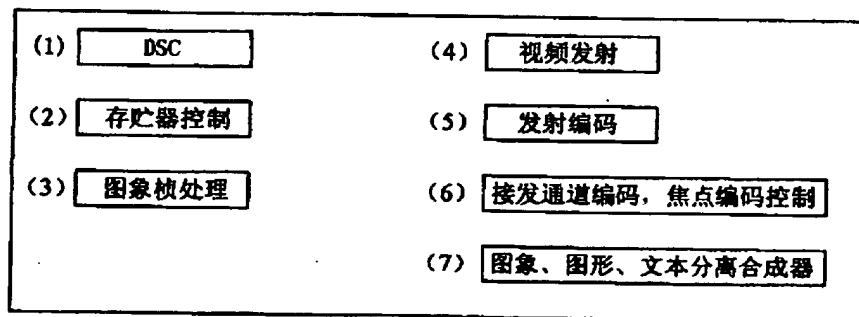 (1) DSC
(2) 存贮器控制
(3) 图象桢处理
(4) 视频发射
(5) 发射编码
(6) 接发通道编码，焦点编码控制
(7) 图象、图形、文本分离合成器